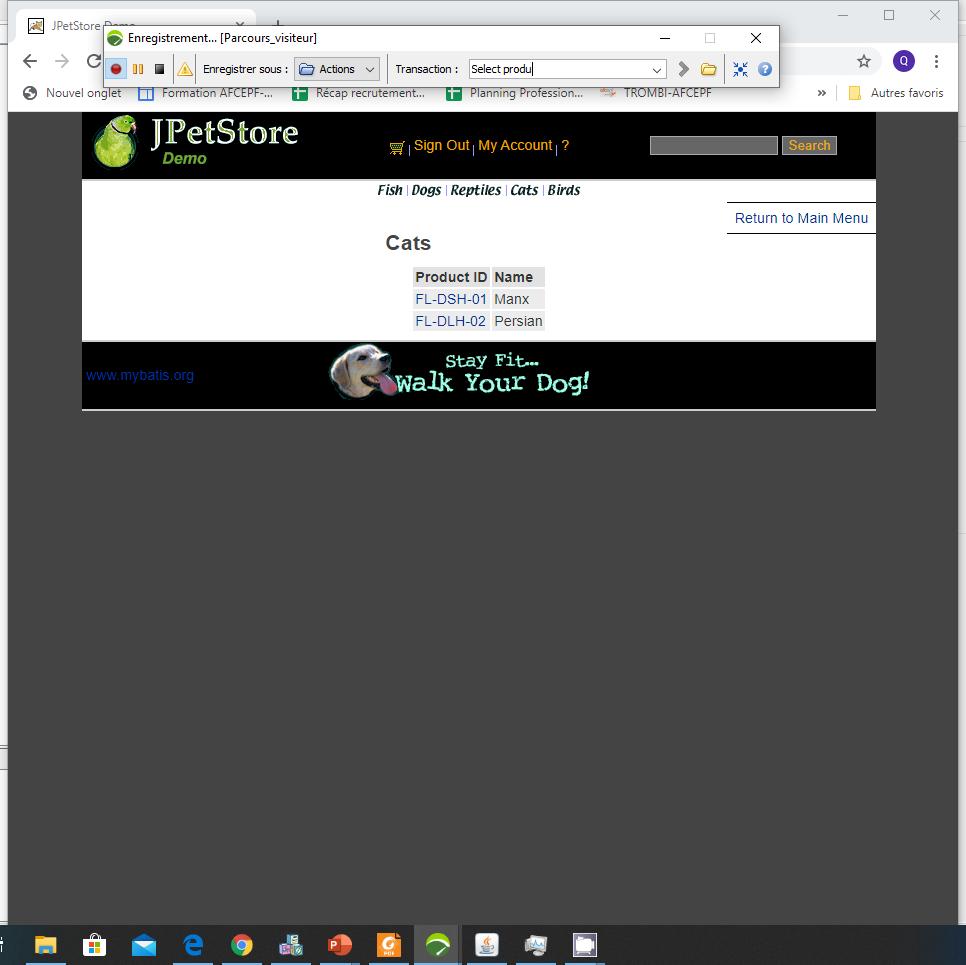 JPetStore Demo
Enregistrement... [Parcours_visiteur]
Enregistrer sous : Actions Transaction : Select produ
Q
Nouvel onglet Formation AFCEPF-... Récap recrutement... Planning Profession... TROMBI-AFCEPF » Autres favoris
JPetStore
Demo
Sign Out | My Account | ?
Search
Fish | Dogs | Reptiles | Cats | Birds
Return to Main Menu
Cats
Product ID Name
FL-DSH-01 Manx
FL-DLH-02 Persian
www.mybatis.org
Stay Fit...
Walk Your Dog!